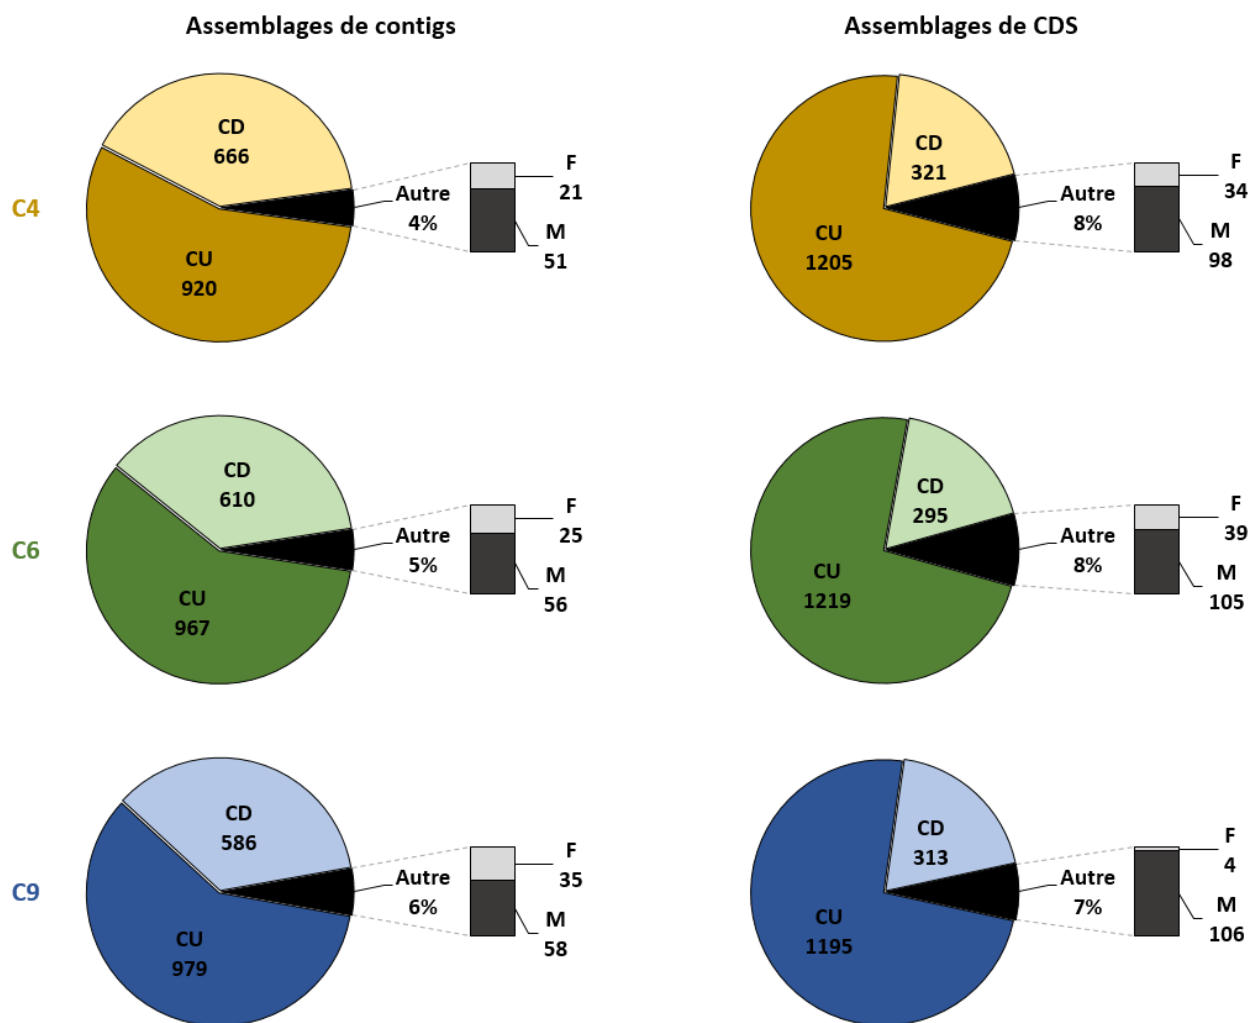 Assemblages de contigs
Assemblages de CDS
C4
CD
666
CU
920
Autre
4%
F
21
M
51
CD
321
CU
1205
Autre
8%
F
34
M
98
C6
CD
610
CU
967
Autre
5%
F
25
M
56
CD
295
CU
1219
Autre
8%
F
39
M
105
C9
CD
586
CU
979
Autre
6%
F
35
M
58
CD
313
CU
1195
Autre
7%
F
4
M
106